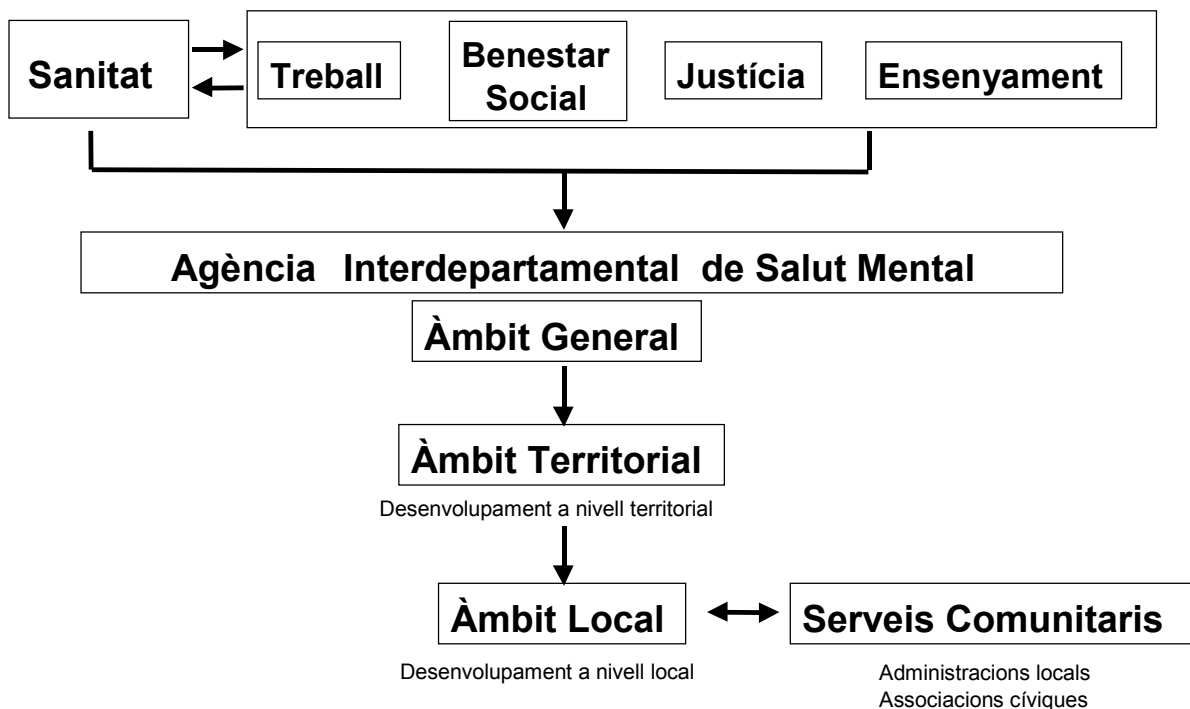 Sanitat
Treball
Benestar
Social
Justícia
Ensenyament
Agència Interdepartamental de Salut Mental
Àmbit General
Àmbit Territorial
Desenvolupament a nivell territorial
Àmbit Local
Serveis Comunitaris
Desenvolupament a nivell local
Administracions locals
Associacions cíviques